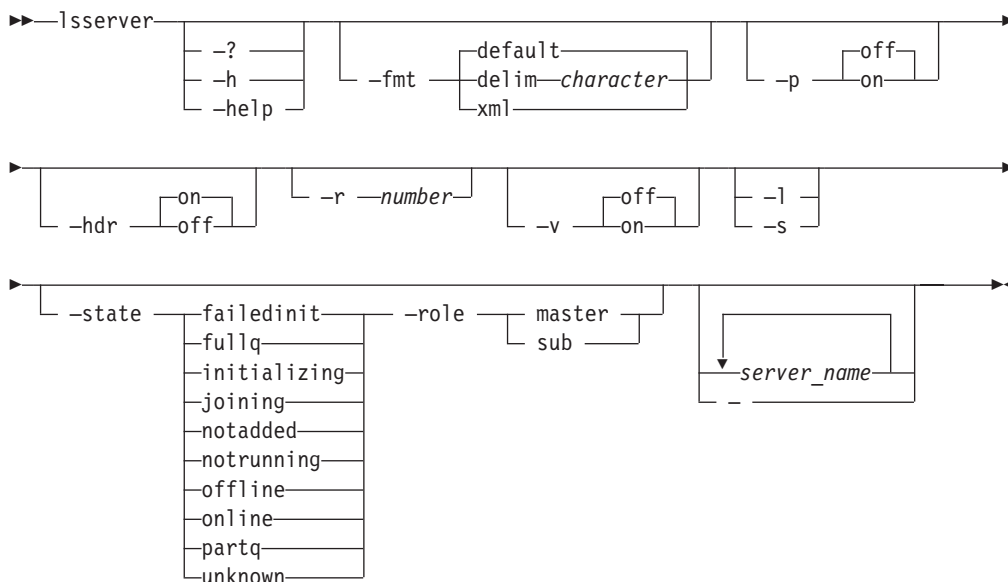 lsserver
–?
–h
–help
–fmt
default
delim character
xml
–p
off
on
–hdr
on
off
–r number
–v
off
on
–l
–s
–state
failedinit
fullq
initializing
joining
notadded
notrunning
offline
online
partq
unknown
–role
master
sub
server_name
–